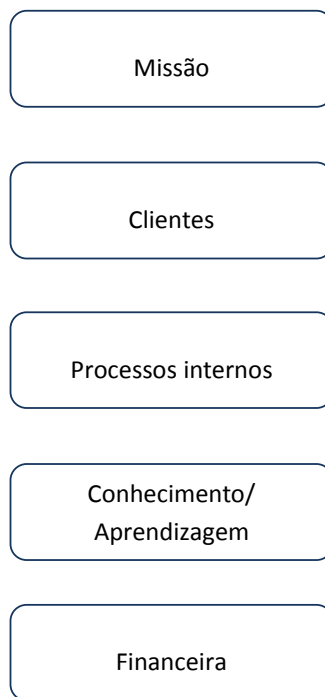 Missão
Clientes
Processos internos
Conhecimento/
Aprendizagem
Financeira